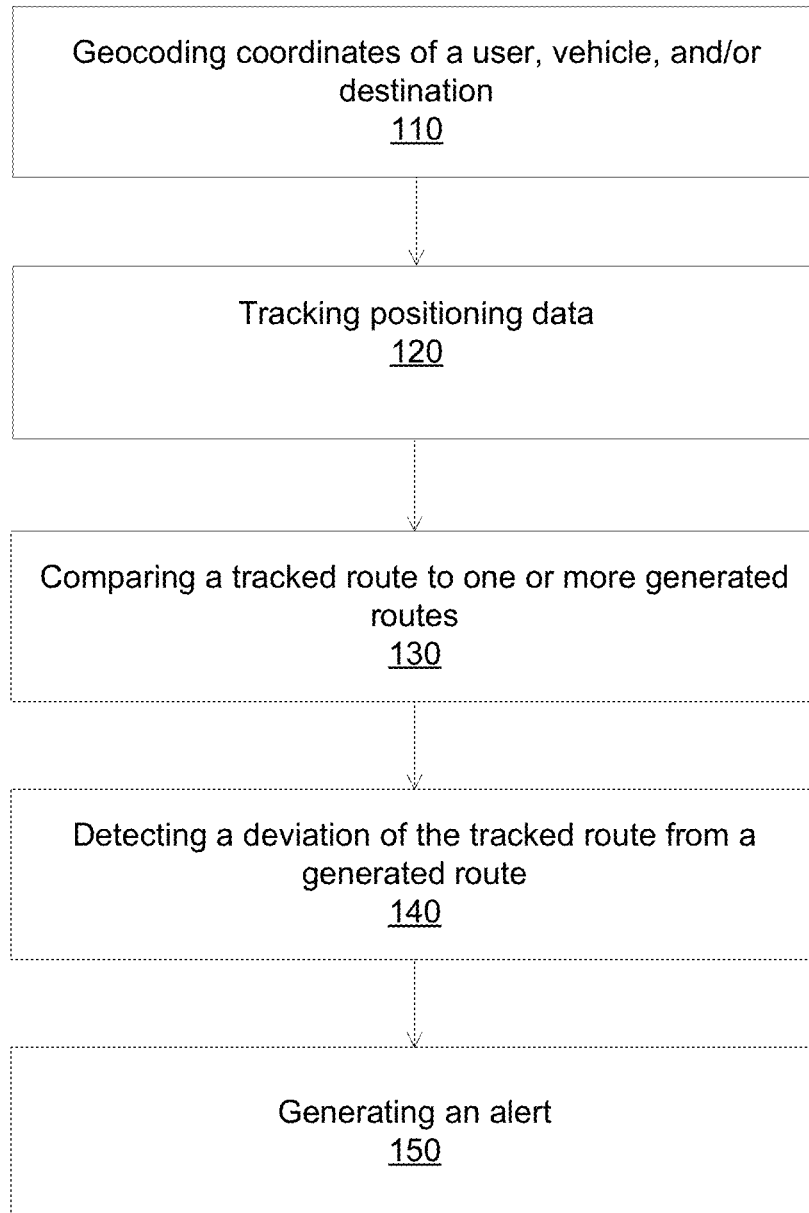 Geocoding coordinates of a user, vehicle, and/or
destination
110
Tracking positioning data
120
Comparing a tracked route to one or more generated
routes
130
Detecting a deviation of the tracked route from a
generated route
140
Generating an alert
150